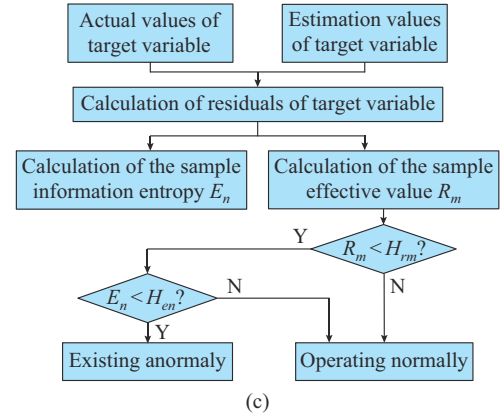 Actual values of
target variable
Estimation values
of target variable
Calculation of residuals of target variable
Calculation of the sample
information entropy Eₙ
Calculation of the sample
effective value Rₘ
Y
Rₘ < Hᵣₘ?
N
Eₙ < Hₑₙ?
N
Y
Existing anormaly
Operating normally
(c)